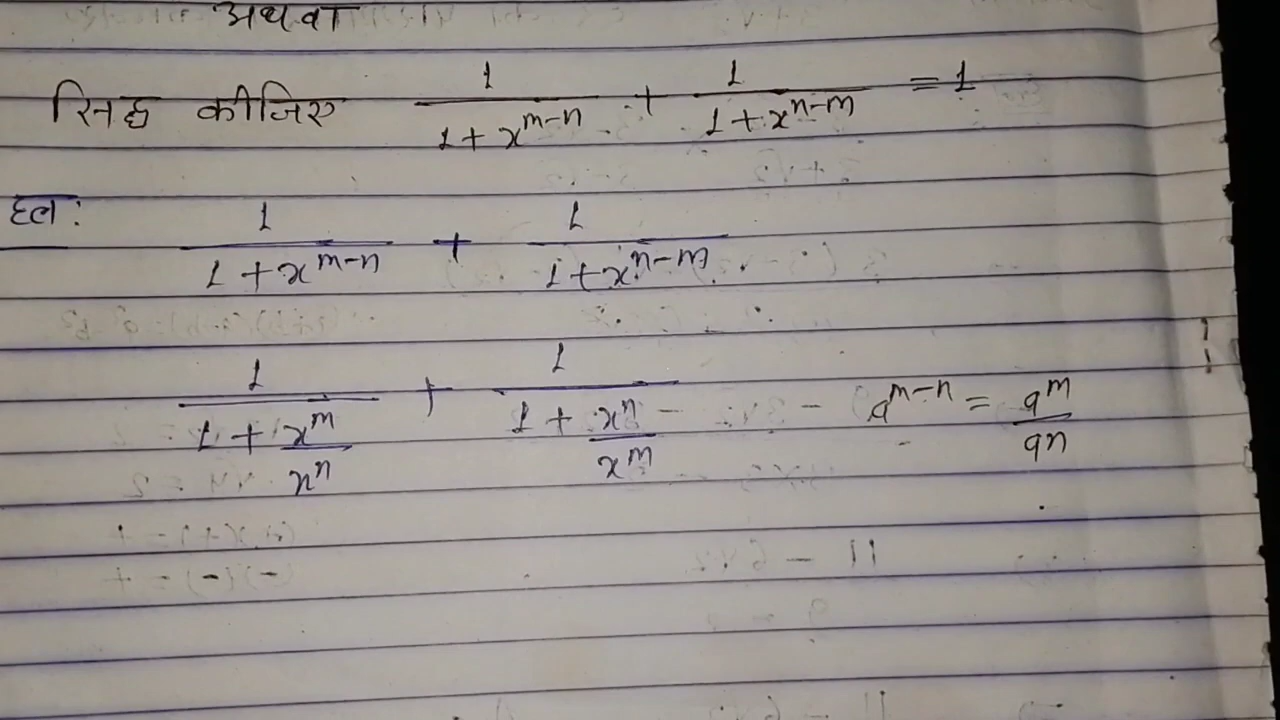 अथवा
सिद्ध कीजिए 1/(1+x^(m-n)) + 1/(1+x^(n-m)) = 1
हल: 1/(1+x^(m-n)) + 1/(1+x^(n-m))
1/(1+x^m/x^n) + 1/(1+x^n/x^m) a^(m-n) = a^m/a^n